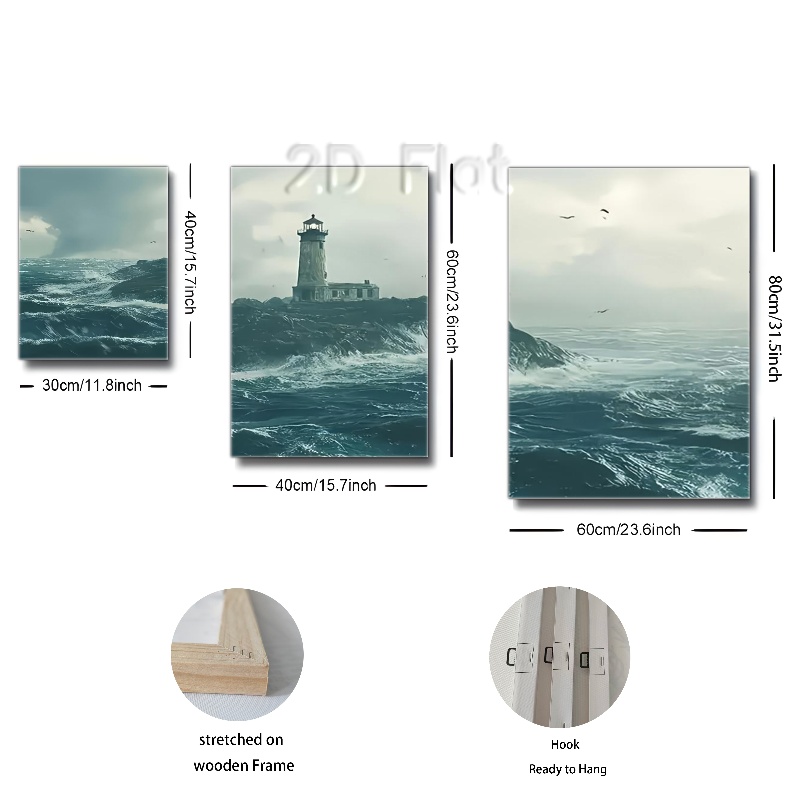 2D Flat
40cm/15.7inch
30cm/11.8inch
60cm/23.6inch
40cm/15.7inch
80cm/31.5inch
60cm/23.6inch
stretched on
wooden Frame
Hook
Ready to Hang